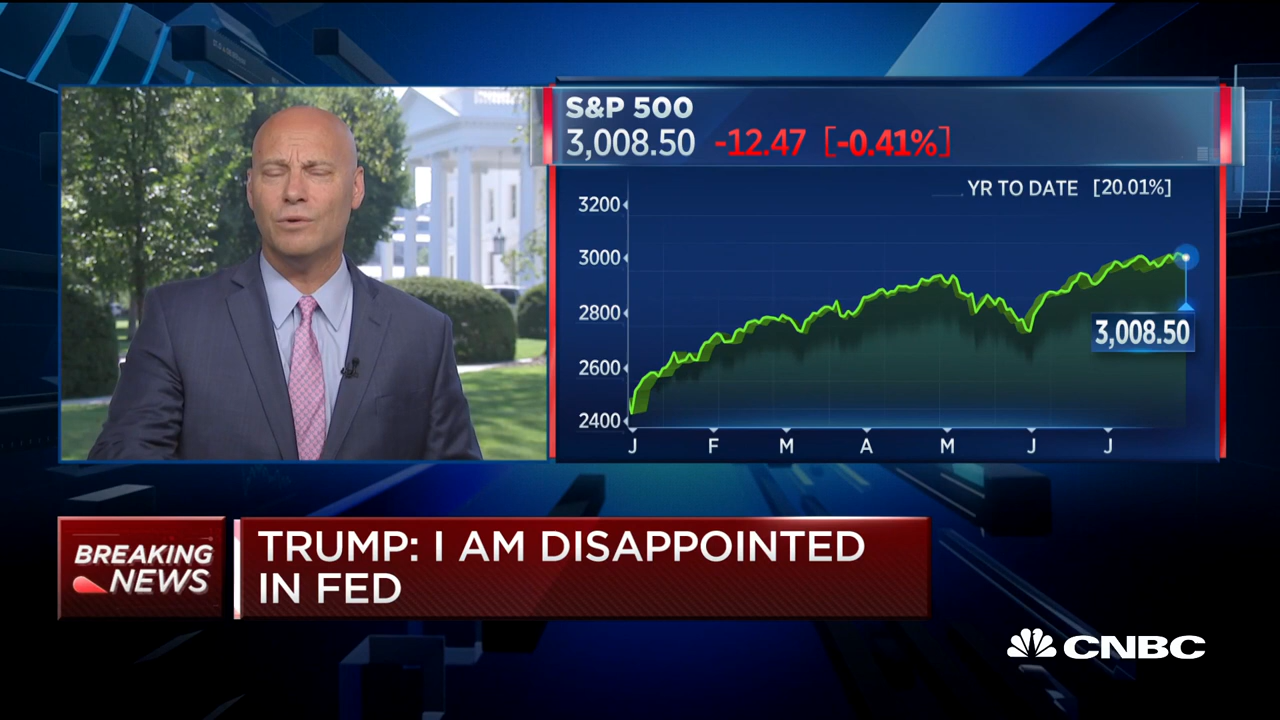 S&P 500
3,008.50 -12.47 [-0.41%]
YR TO DATE [20.01%]
3200
3000
2800
2600
2400
3,008.50
J F M A M J J
BREAKING
NEWS
TRUMP: I AM DISAPPOINTED
IN FED
CNBC